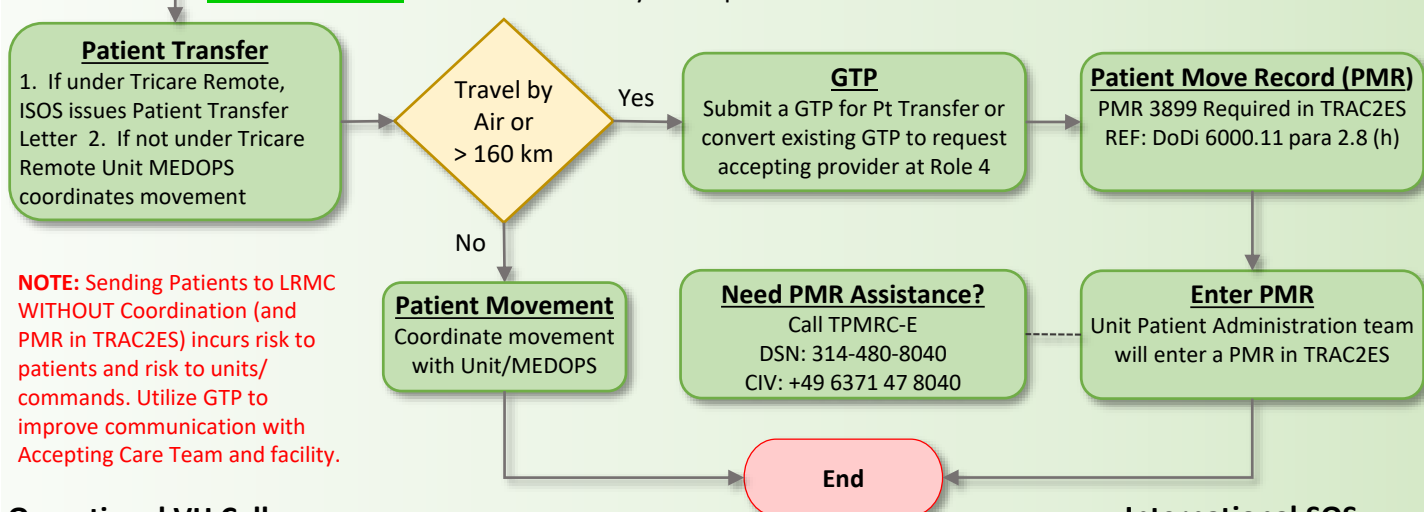 Patient Transfer
1. If under Tricare Remote,
ISOS issues Patient Transfer
Letter 2. If not under Tricare
Remote Unit MEDOPS
coordinates movement
Travel by
Air or
> 160 km
Yes
No
GTP
Submit a GTP for Pt Transfer or
convert existing GTP to request
accepting provider at Role 4
Patient Move Record (PMR)
PMR 3899 Required in TRAC2ES
REF: DoDi 6000.11 para 2.8 (h)
NOTE: Sending Patients to LRMC
WITHOUT Coordination (and
PMR in TRAC2ES) incurs risk to
patients and risk to units/
commands. Utilize GTP to
improve communication with
Accepting Care Team and facility.
Patient Movement
Coordinate movement
with Unit/MEDOPS
Need PMR Assistance?
Call TPMRC-E
DSN: 314-480-8040
CIV: +49 6371 47 8040
Enter PMR
Unit Patient Administration team
will enter a PMR in TRAC2ES
End
International SOS